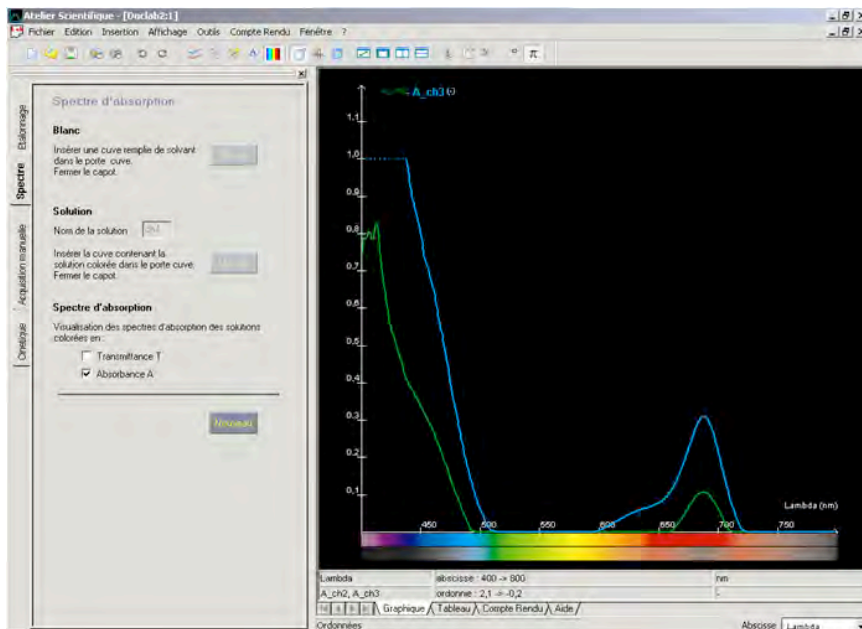 Atelier Scientifique - [Doclab2:1]
Fichier Edition Insertion Affichage Outils Compte Rendu Fenêtre ?
π
Etalonnage
Spectre
Acquisition manuelle
Cinétique
Spectre d'absorption
Blanc
Insérer une cuve remplie de solvant
dans le porte cuve.
Fermer le capot.
Solution
Nom de la solution
Insérer la cuve contenant la
solution colorée dans le porte cuve.
Fermer le capot.
Spectre d'absorption
Visualisation des spectres d'absorption des solutions
colorées en :
Transmittance T
Absorbance A
Nouveau
A_ch3
1,1
1,0
0,9
0,8
0,7
0,6
0,5
0,4
0,3
0,2
0,1
Lambda (nm)
450 500 550 600 650 700 750
Lambda abscisse : 400 -> 800 nm
A_ch2, A_ch3 ordonne : 2,1 -> -0,2 -
Graphique Tableau Compte Rendu Aide
Ordonnées Abscisse Lambda